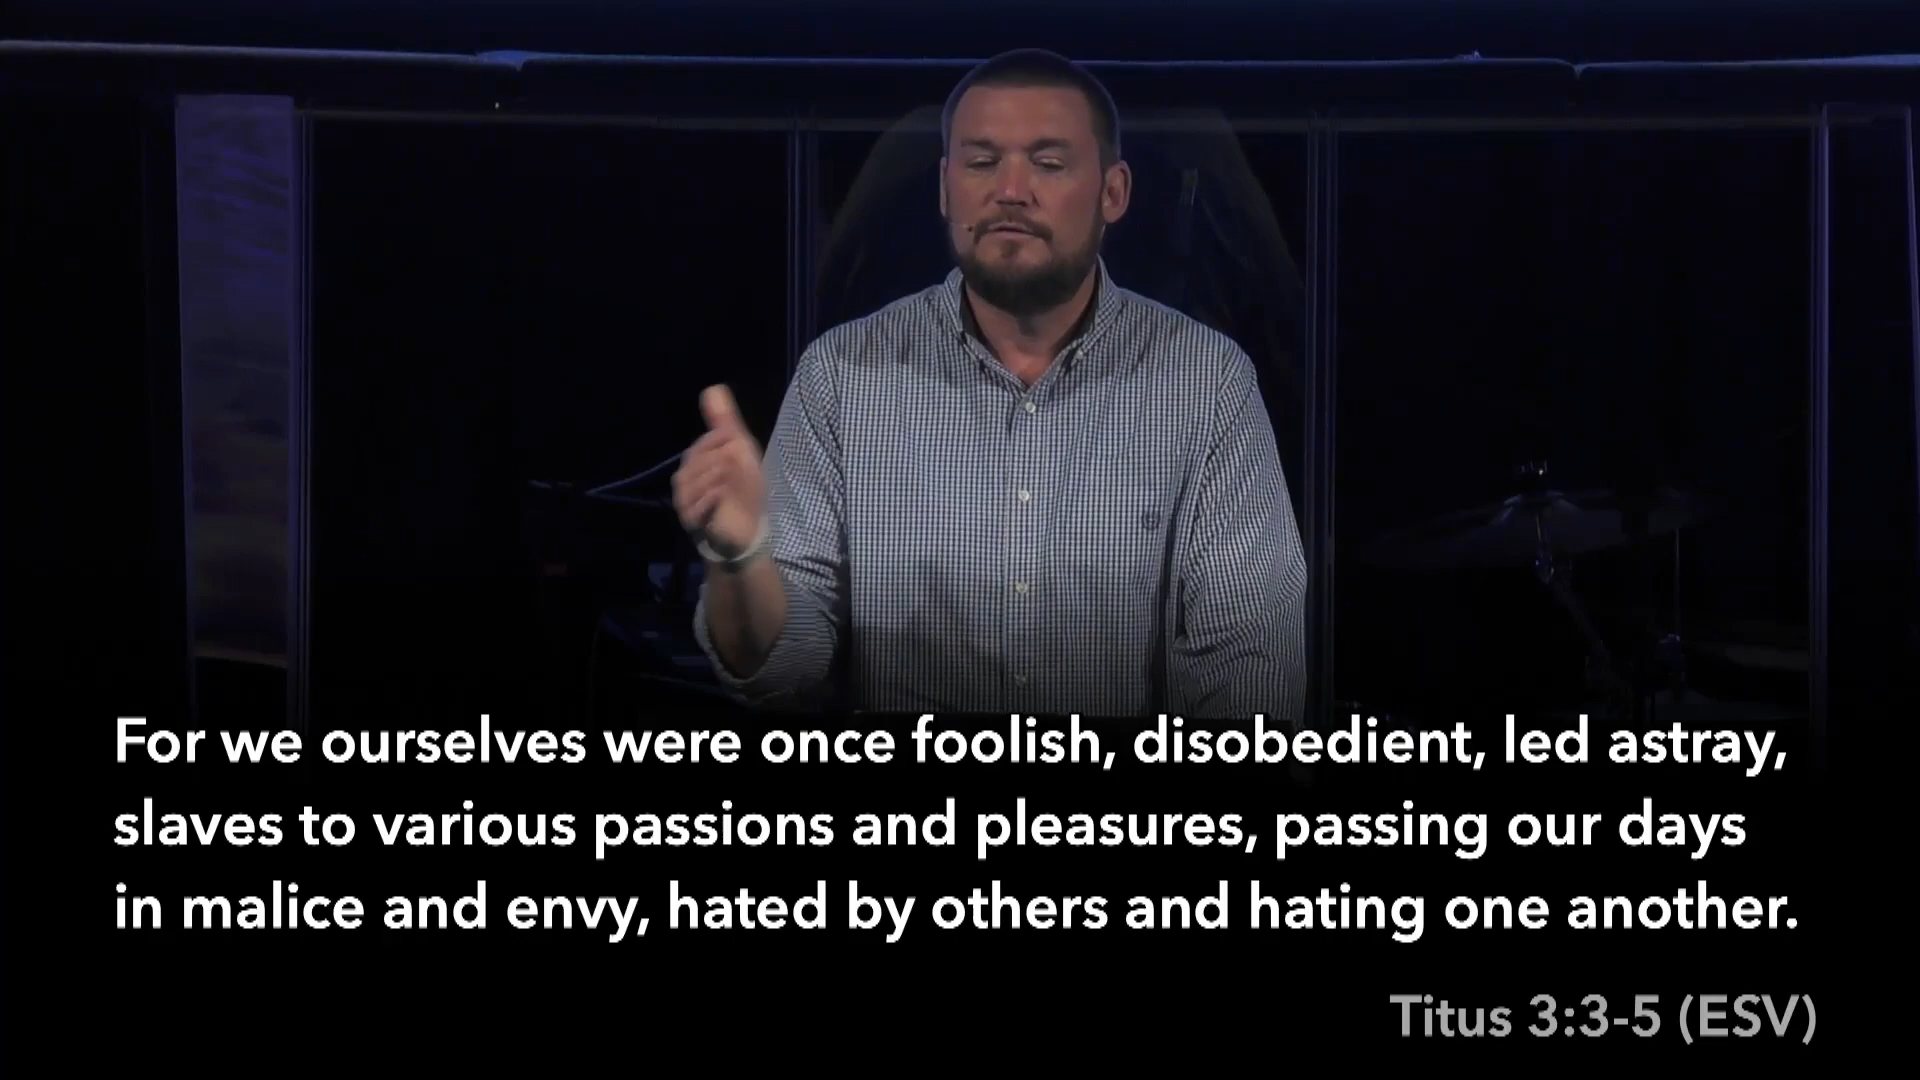 For we ourselves were once foolish, disobedient, led astray,
slaves to various passions and pleasures, passing our days
in malice and envy, hated by others and hating one another.
Titus 3:3-5 (ESV)